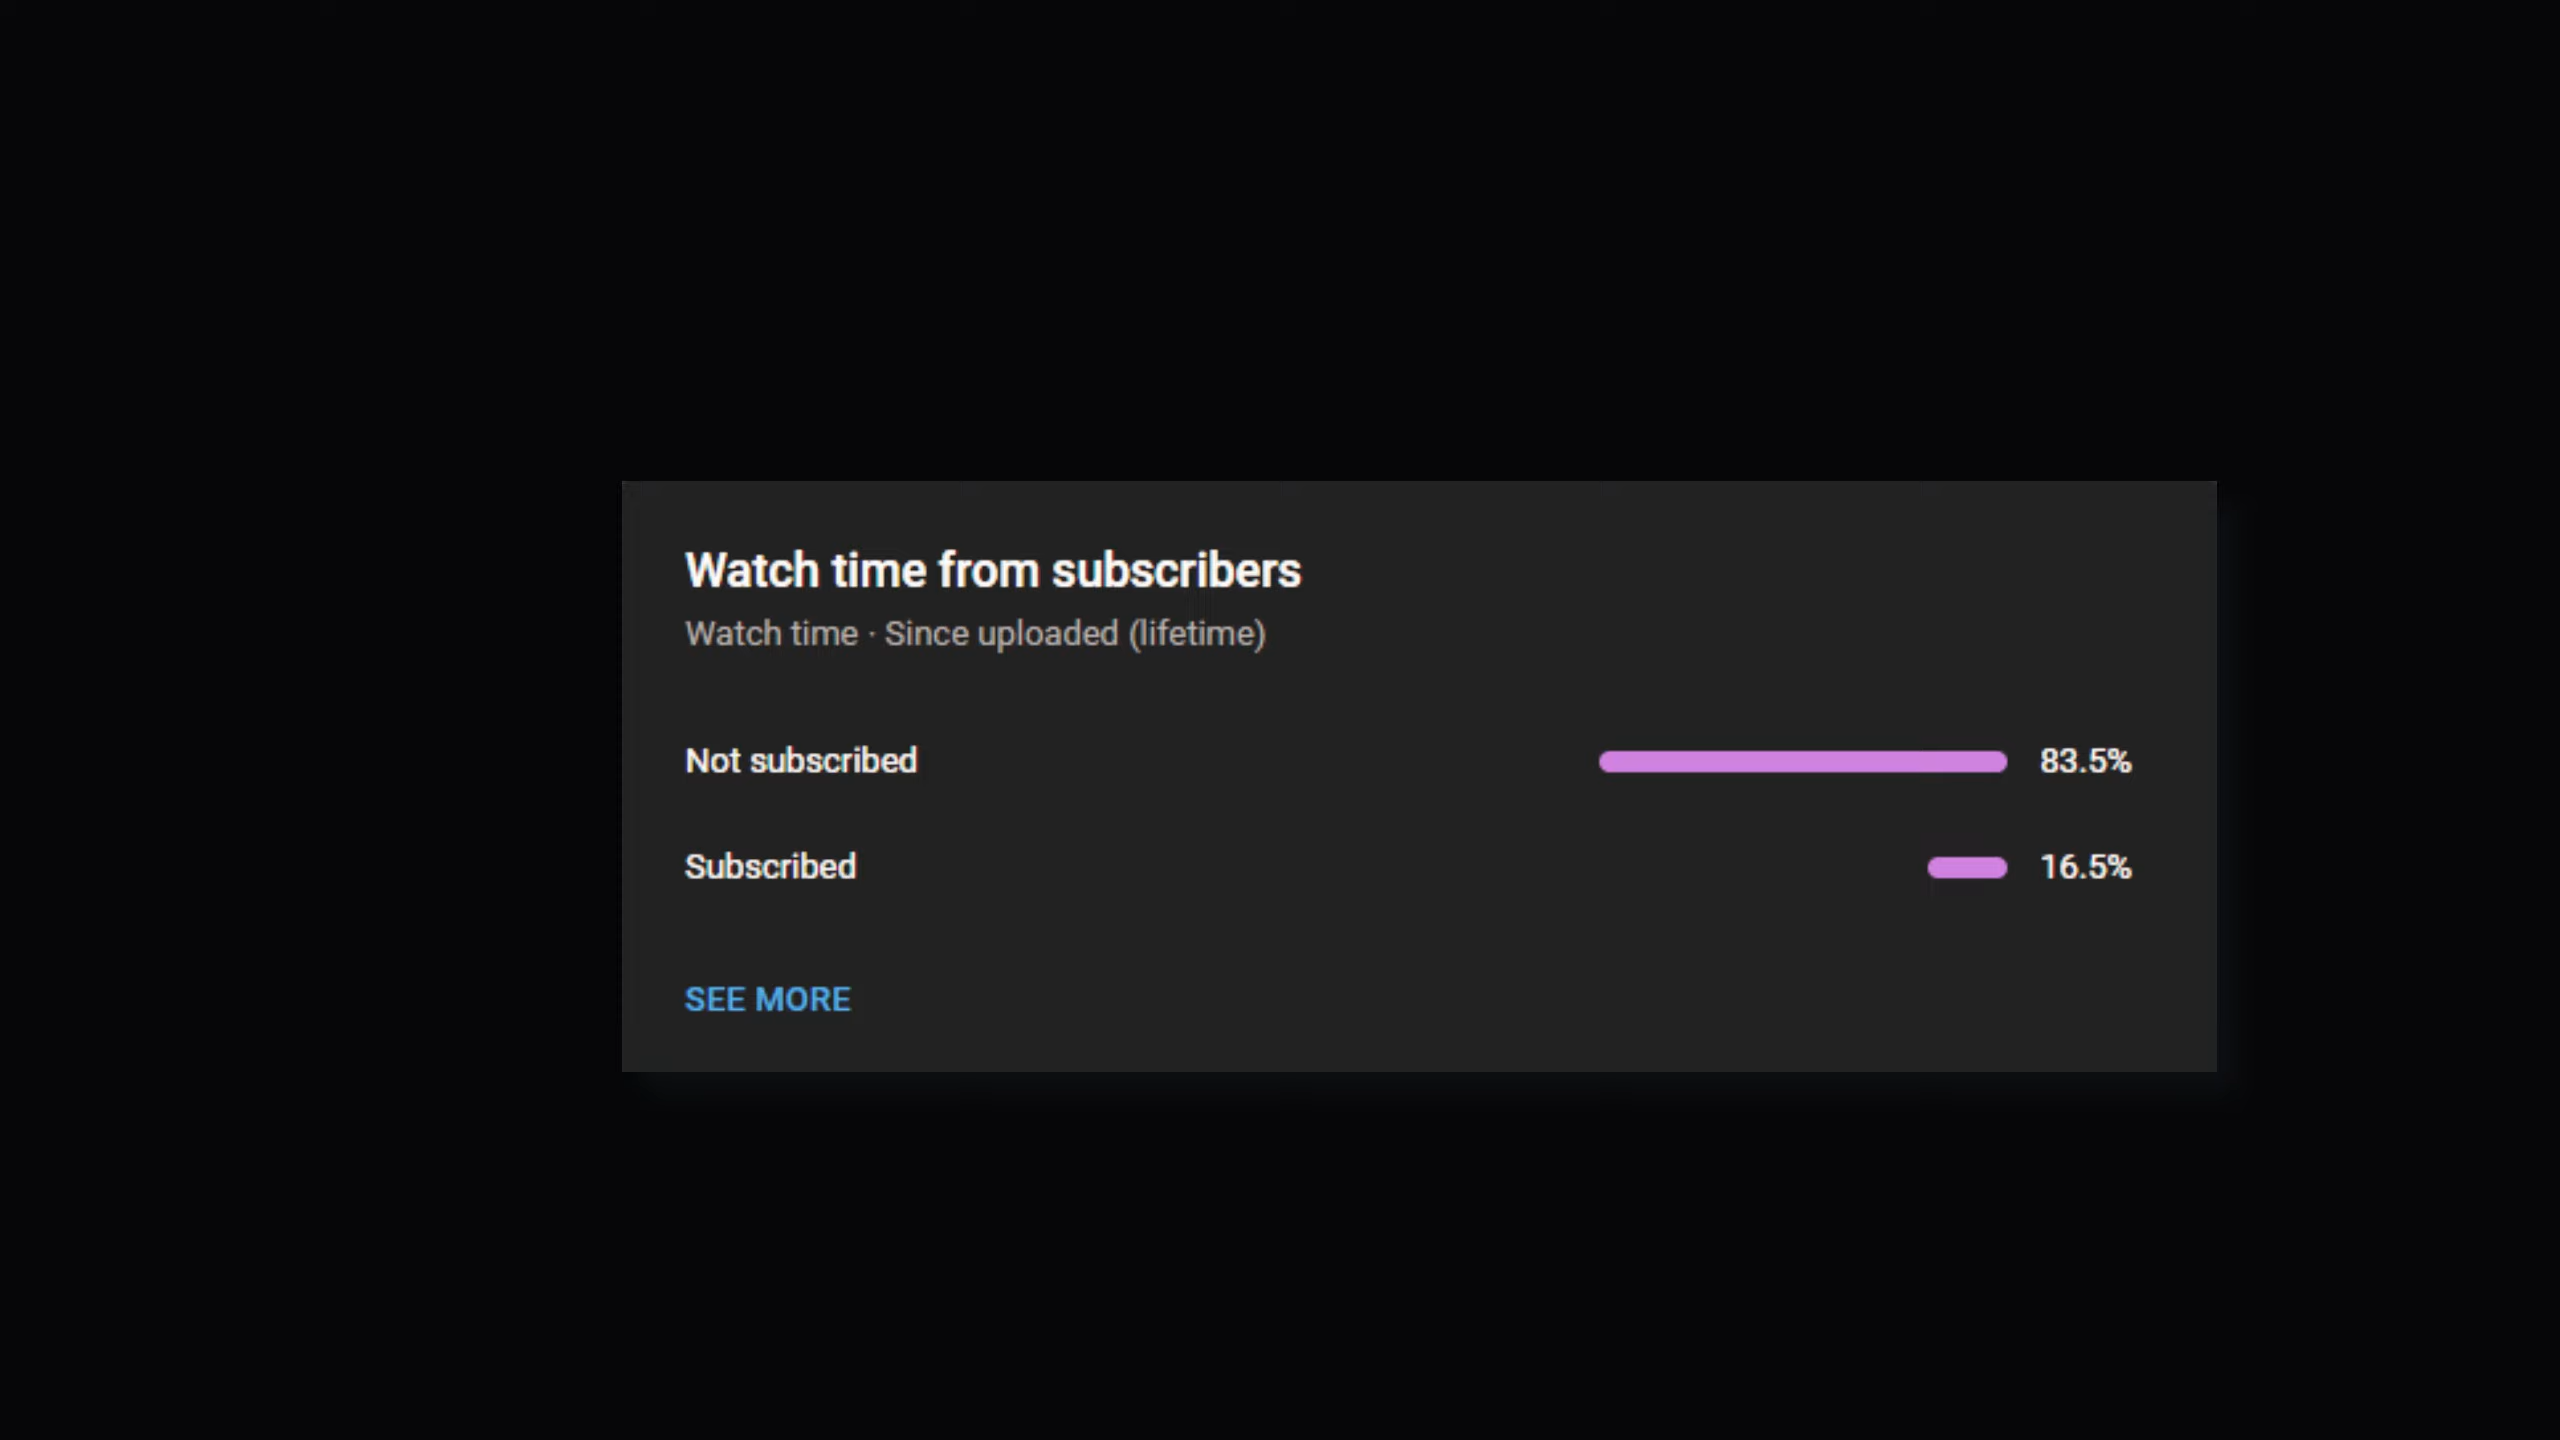 Watch time from subscribers
Watch time · Since uploaded (lifetime)
Not subscribed 83.5%
Subscribed 16.5%
SEE MORE